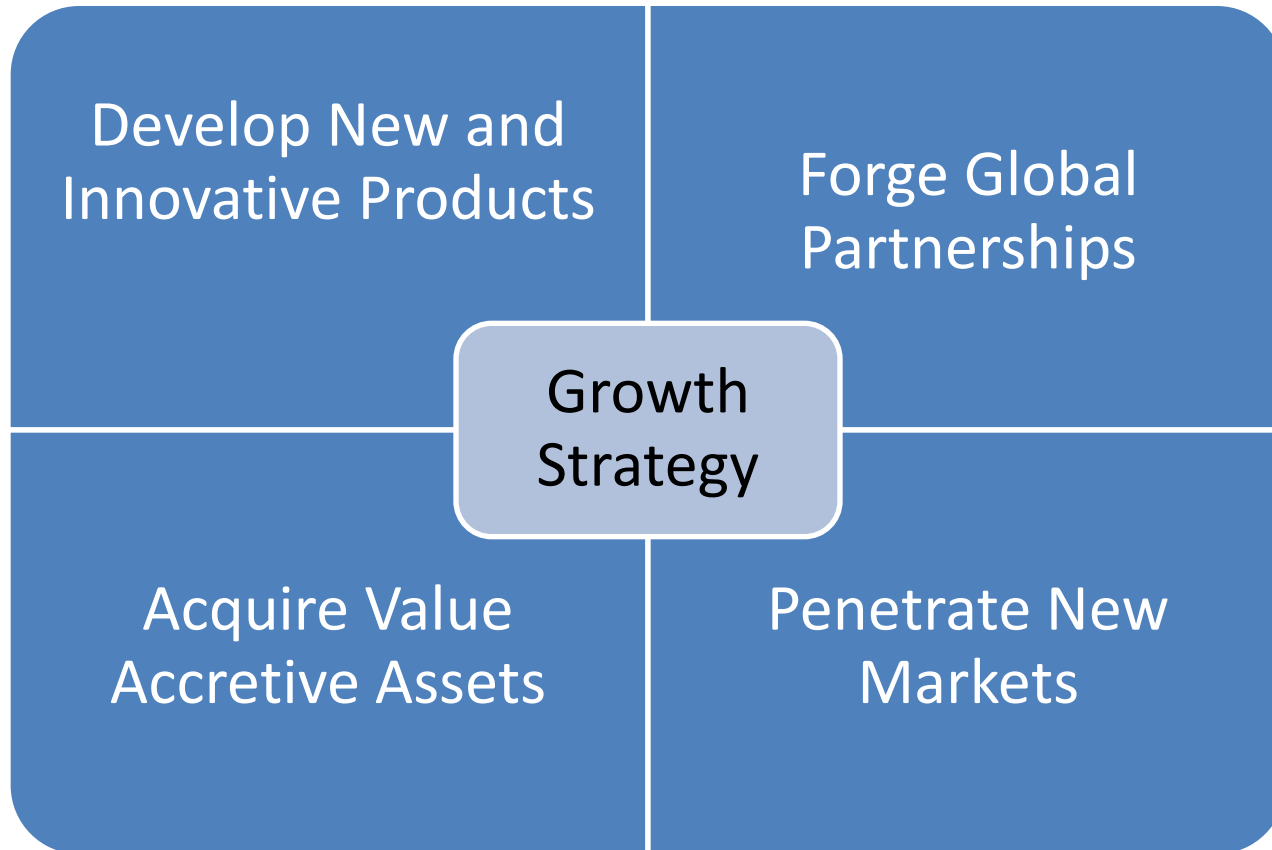 Develop New and
Innovative Products
Forge Global
Partnerships
Growth
Strategy
Acquire Value
Accretive Assets
Penetrate New
Markets